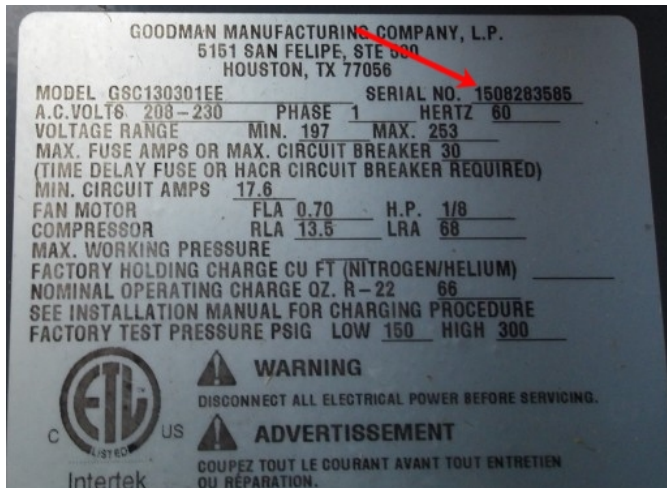 GOODMAN MANUFACTURING COMPANY, L.P.
5151 SAN FELIPE, STE 500
HOUSTON, TX 77056
MODEL GSC130301EE SERIAL NO. 1508283585
A.C.VOLTS 208-230 PHASE 1 HERTZ 60
VOLTAGE RANGE MIN. 197 MAX. 253
MAX. FUSE AMPS OR MAX. CIRCUIT BREAKER 30
(TIME DELAY FUSE OR HACR CIRCUIT BREAKER REQUIRED)
MIN. CIRCUIT AMPS 17.6
FAN MOTOR FLA 0.70 H.P. 1/8
COMPRESSOR RLA 13.5 LRA 68
MAX. WORKING PRESSURE
FACTORY HOLDING CHARGE CU FT (NITROGEN/HELIUM)
NOMINAL OPERATING CHARGE OZ. R-22 66
SEE INSTALLATION MANUAL FOR CHARGING PROCEDURE
FACTORY TEST PRESSURE PSIG LOW 150 HIGH 300
WARNING
DISCONNECT ALL ELECTRICAL POWER BEFORE SERVICING.
ADVERTISSEMENT
COUPEZ TOUT LE COURANT AVANT TOUT ENTRETIEN
OU RÉPARATION.
C ETL US
LISTED
Intertek